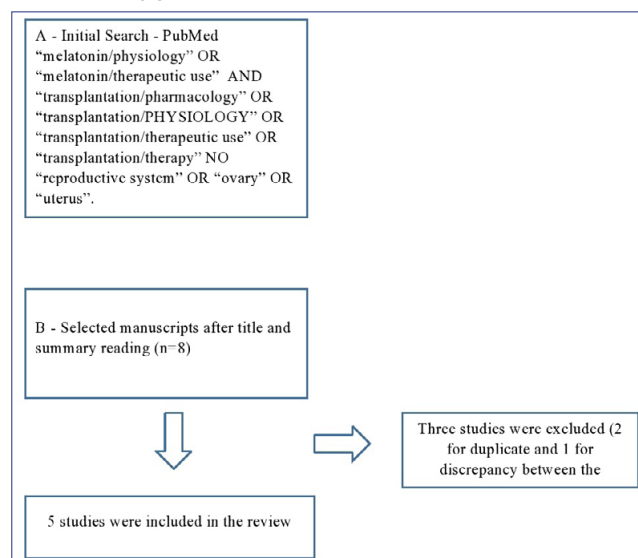 A - Initial Search - PubMed
“melatonin/physiology” OR
“melatonin/therapeutic use” AND
“transplantation/pharmacology” OR
“transplantation/PHYSIOLOGY” OR
“transplantation/therapeutic use” OR
“transplantation/therapy” NO
“reproductive system” OR “ovary” OR
“uterus”.
B - Selected manuscripts after title and
summary reading (n=8)
Three studies were excluded (2
for duplicate and 1 for
discrepancy between the
5 studies were included in the review